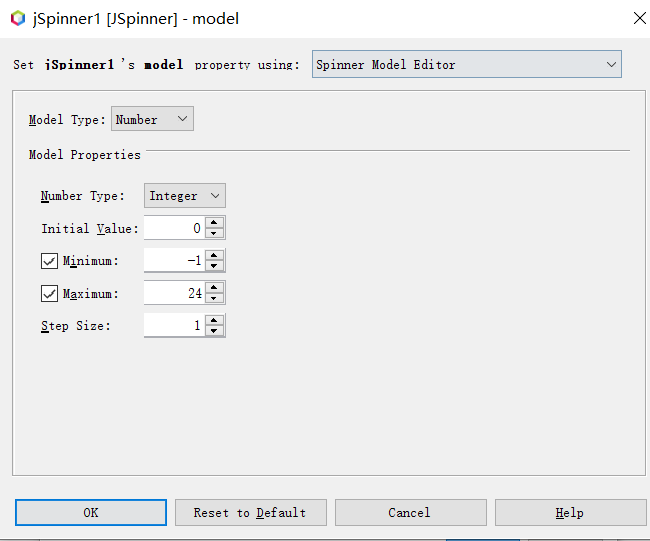 jSpinner1 [JSpinner] - model
Set jSpinner1 's model property using: Spinner Model Editor
Model Type: Number
Model Properties
Number Type: Integer
Initial Value: 0
Minimum: -1
Maximum: 24
Step Size: 1
OK Reset to Default Cancel Help